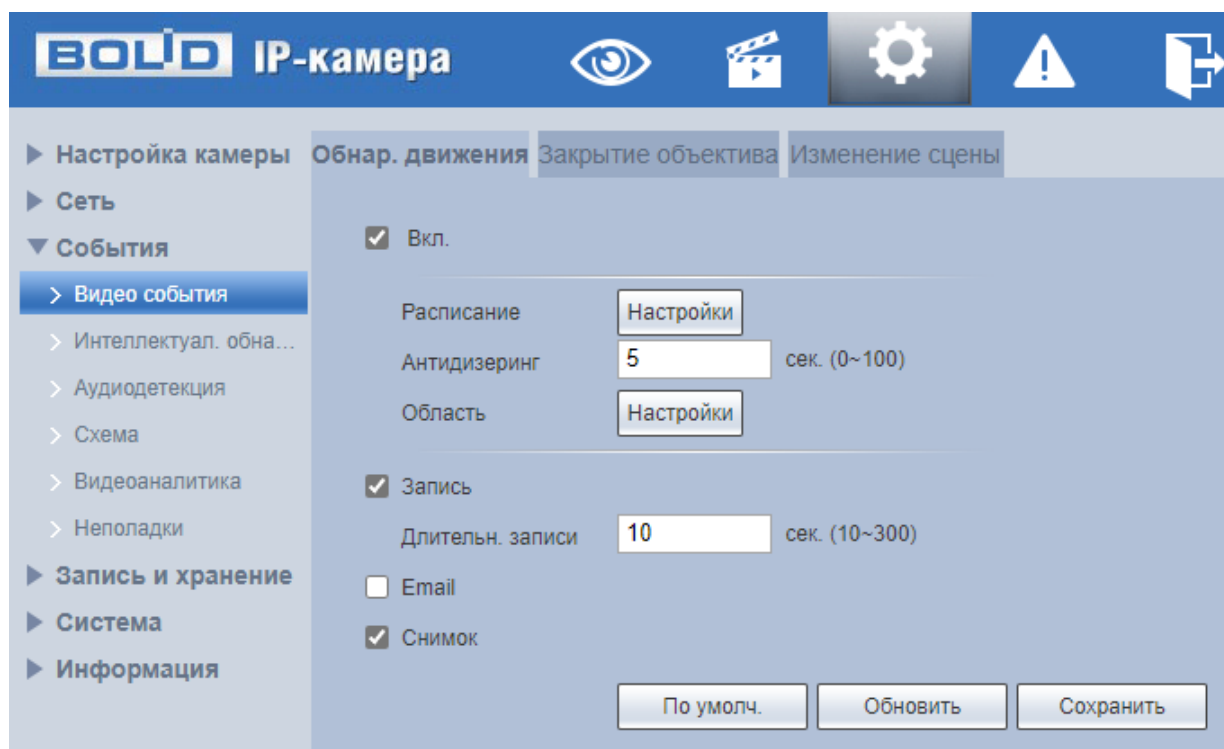 BOLID IP-камера
Настройка камеры
Сеть
События
Видео события
Интеллектуал. обна...
Аудиодетекция
Схема
Видеоаналитика
Неполадки
Запись и хранение
Система
Информация
Обнар. движения Закрытие объектива Изменение сцены
Вкл.
Расписание Настройки
Антидизеринг 5 сек. (0~100)
Область Настройки
Запись
Длительн. записи 10 сек. (10~300)
Email
Снимок
По умолч. Обновить Сохранить